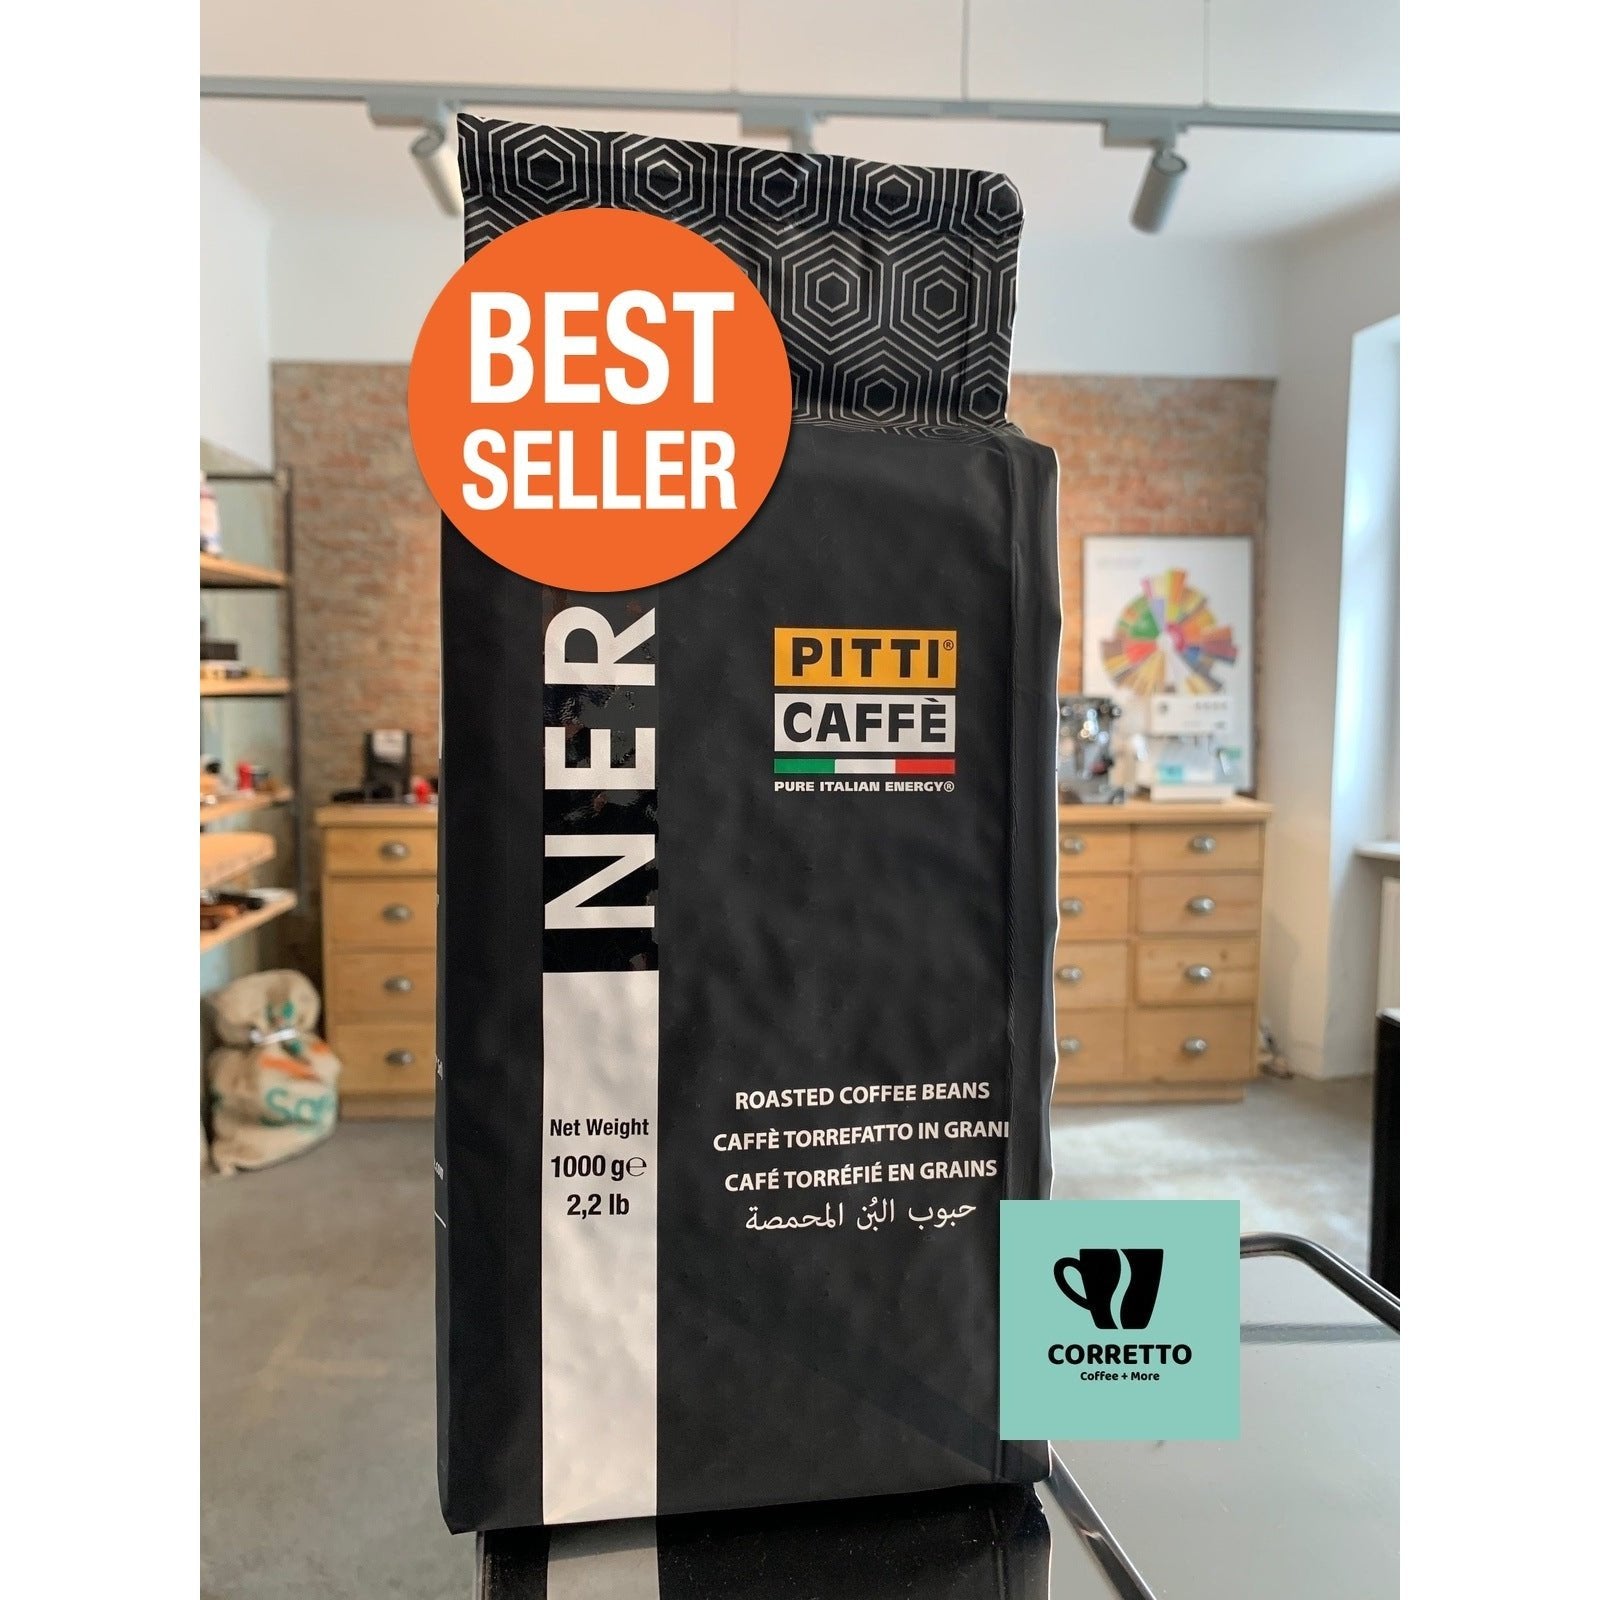 BEST
SELLER
NER
PITTI®
CAFFÈ
PURE ITALIAN ENERGY®
Net Weight
1000 g℮
2,2 lb
ROASTED COFFEE BEANS
CAFFÈ TORREFATTO IN GRANI
CAFÉ TORRÉFIÉ EN GRAINS
حبوب البُن المحمصة
CORRETTO
Coffee + More